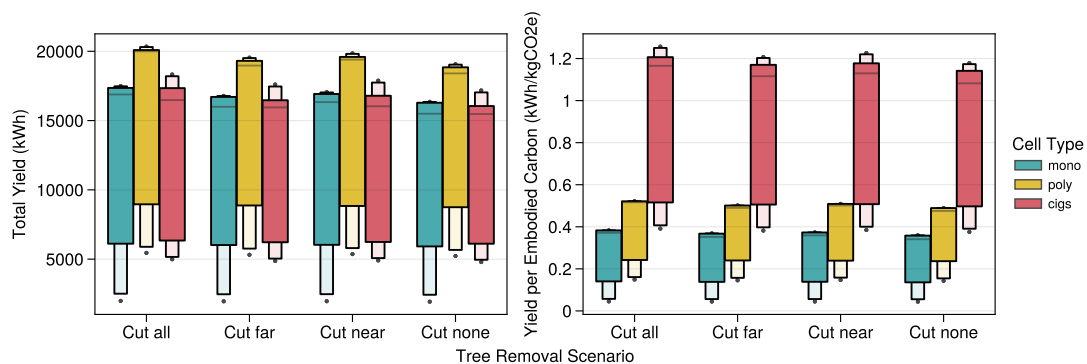 Total Yield (kWh)
20000
15000
10000
5000
Cut all
Cut far
Cut near
Cut none
Yield per Embodied Carbon (kWh/kgCO2e)
1.2
1
0.8
0.6
0.4
0.2
0
Cut all
Cut far
Cut near
Cut none
Tree Removal Scenario
Cell Type
mono
poly
cigs